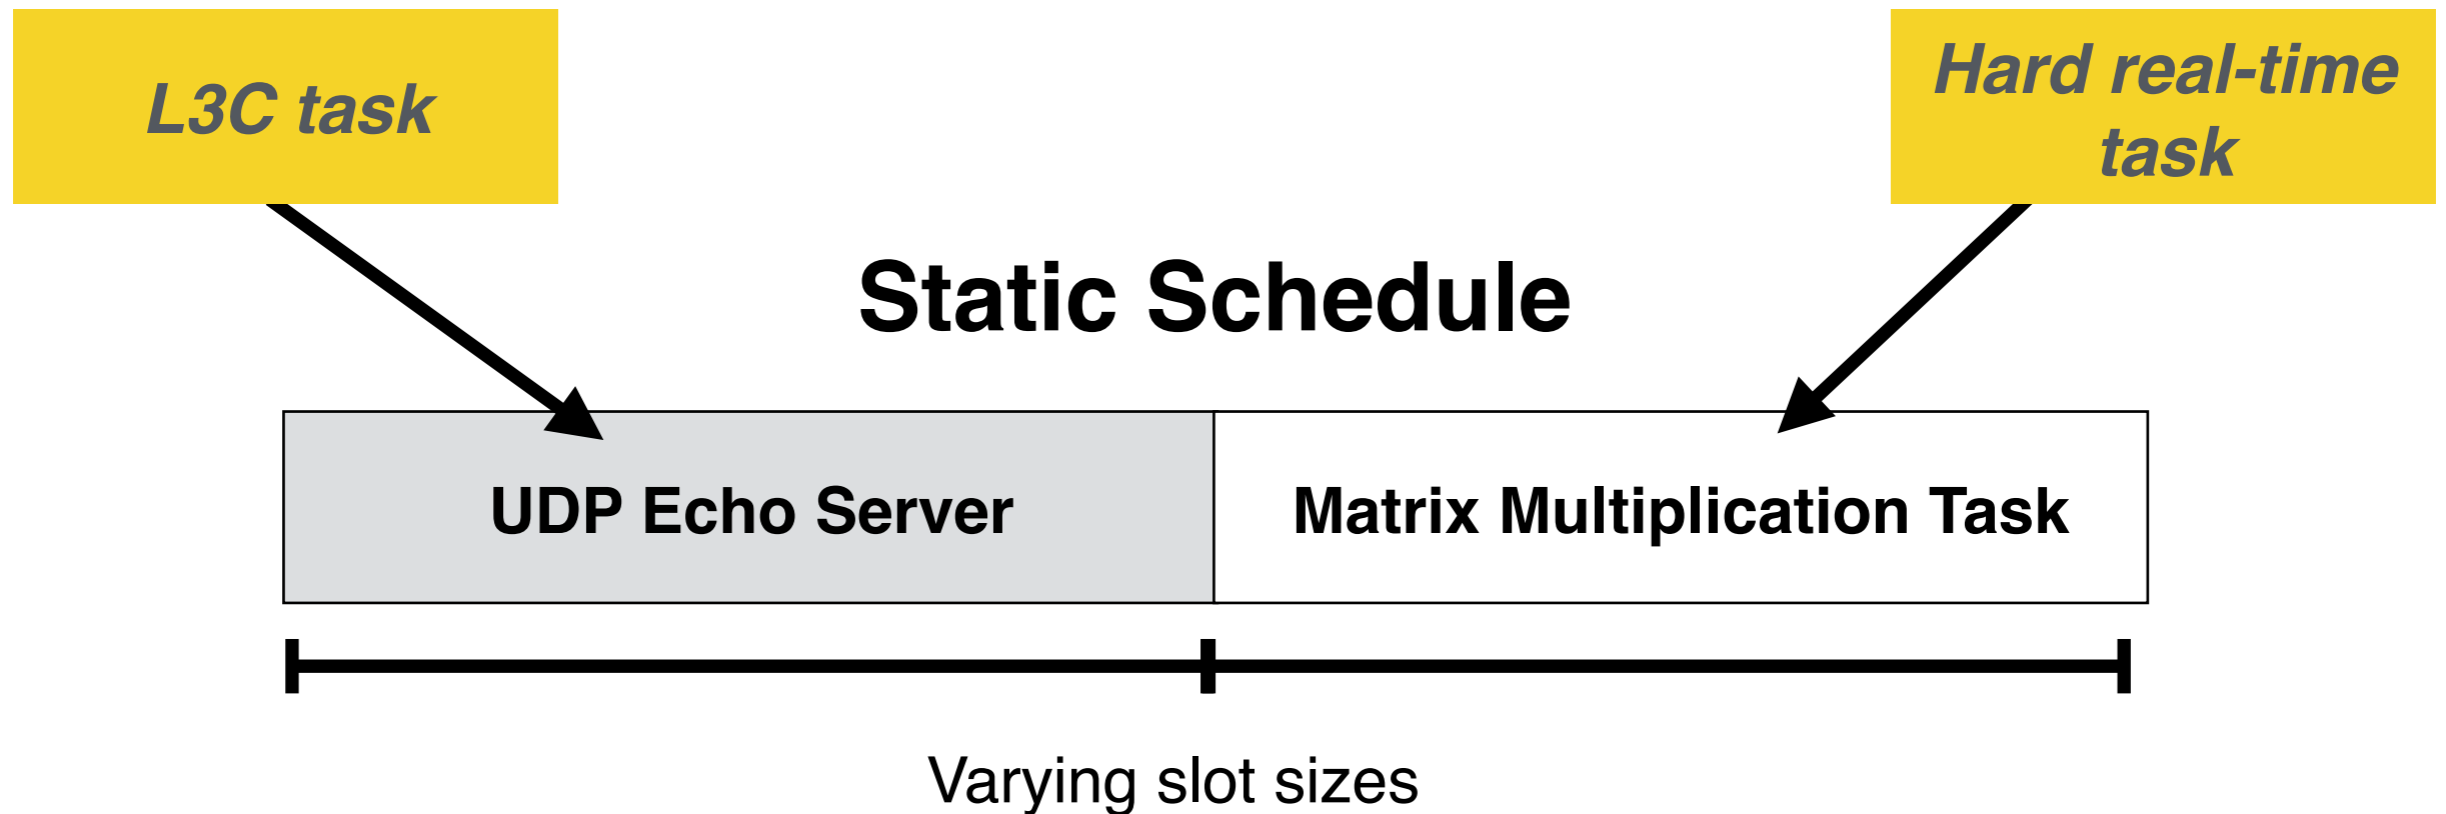 L3C task
Hard real-time
task
Static Schedule
UDP Echo Server
Matrix Multiplication Task
Varying slot sizes